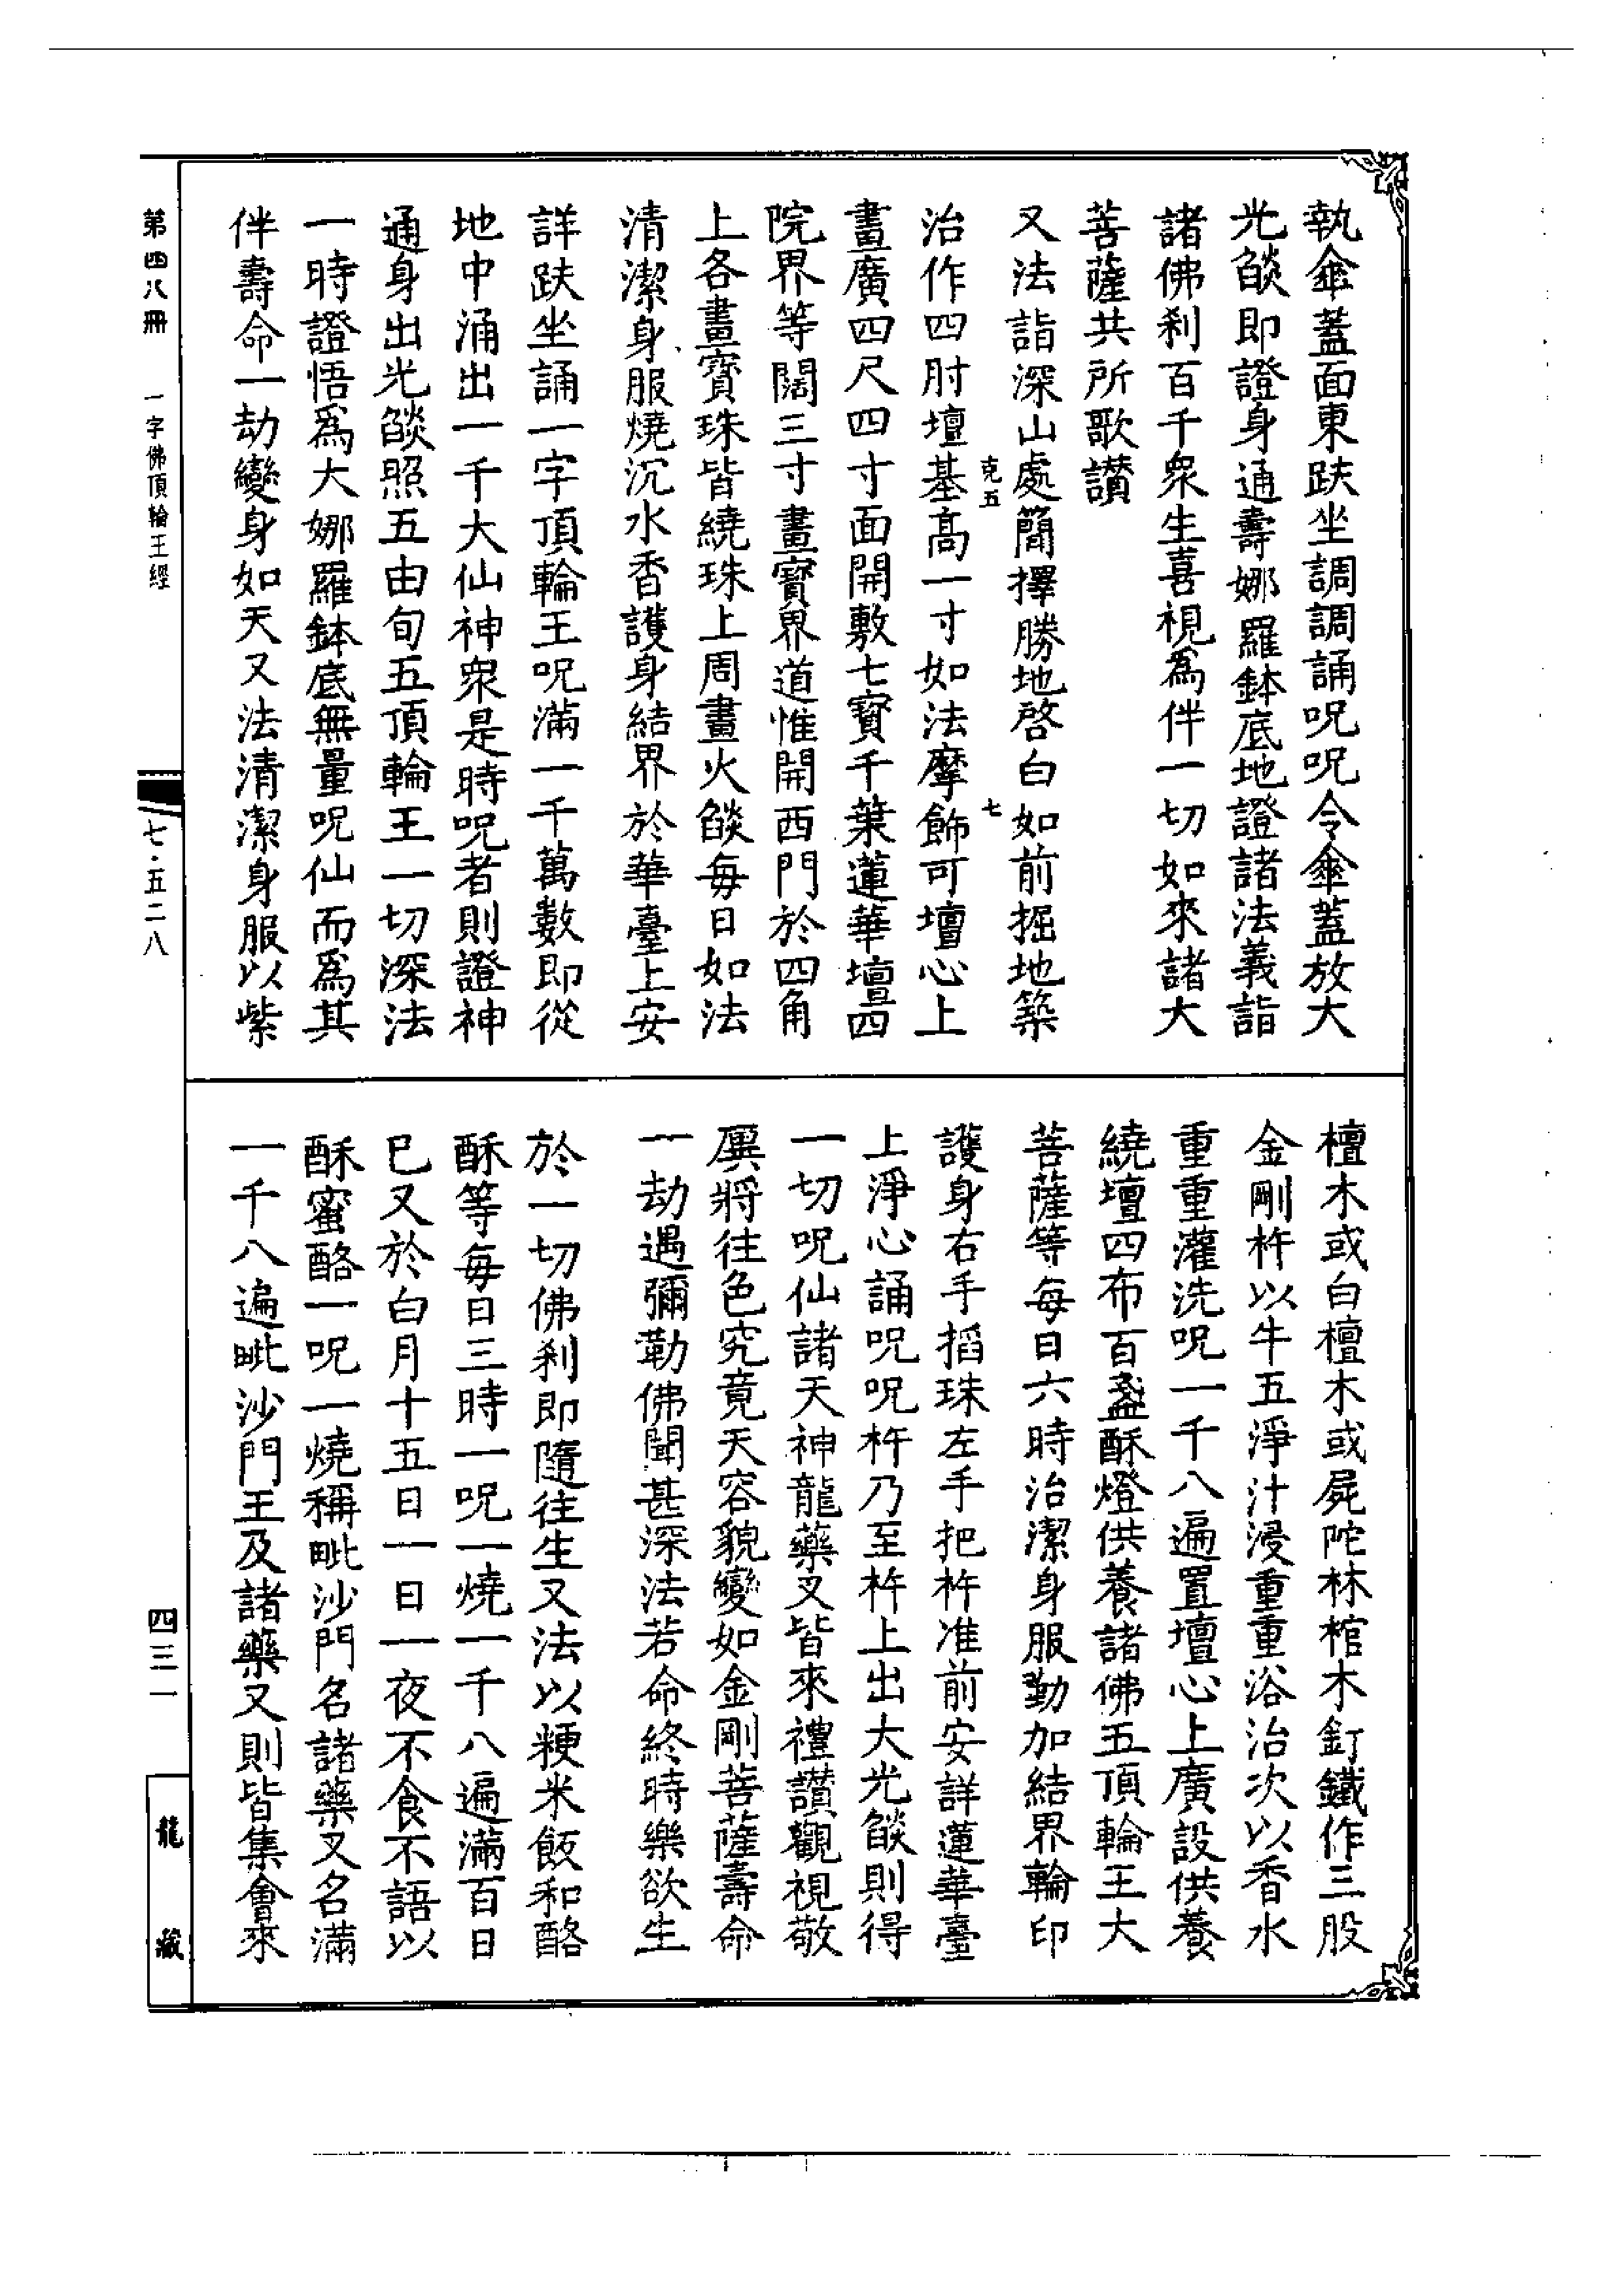 執傘蓋面東趺坐調調誦呪呪令傘蓋放大
光燄即證身通壽娜羅鉢底地證諸法義詣
諸佛刹百千衆生喜視爲伴一切如來諸大
菩薩共所歌讃
又法詣深山處簡擇勝地啓白如前掘地築
克五 七
治作四肘壇基高一寸如法摩飾可壇心上
畫廣四尺四寸面開敷七寳千葉蓮華壇四
院界等闊三寸畫寳界道惟開西門於四角
上各畫寳珠皆繞珠上周畫火燄每日如法
清潔身服燒沉水香護身結界於華臺上安
詳趺坐誦一字頂輪王呪滿一千萬數即從
地中涌出一千大仙神衆是時呪者則證神
通身出光燄照五由旬五頂輪王一切深法
一時證悟爲大娜羅鉢底無量呪仙而爲其
伴壽命一劫變身如天又法清潔身服以紫
檀木或白檀木或屍陀林棺木釘鐵作三股
金剛杵以牛五淨汁浸重重浴治次以香水
重重灌洗呪一千八遍置壇心上廣設供養
繞壇四布百盞酥燈供養諸佛五頂輪王大
菩薩等每日六時治潔身服勤加結界輪印
護身右手搯珠左手把杵准前安詳蓮華臺
上淨心誦呪呪杵乃至杵上出大光燄則得
一切呪仙諸天神龍藥叉皆來禮讃觀視敬
羼將往色究竟天容貌變如金剛菩薩壽命
一劫遇彌勒佛聞甚深法若命終時樂欲生
於一切佛刹即隨往生又法以粳米飯和酪
酥等每日三時一呪一燒一千八遍滿百日
巳又於白月十五日一日一夜不食不語以
酥蜜酪一呪一燒稱毗沙門名諸藥叉名滿
一千八遍毗沙門王及諸藥叉則皆集會來
第四八冊 一字佛頂輪王經 七·五二八 四三一 龍藏